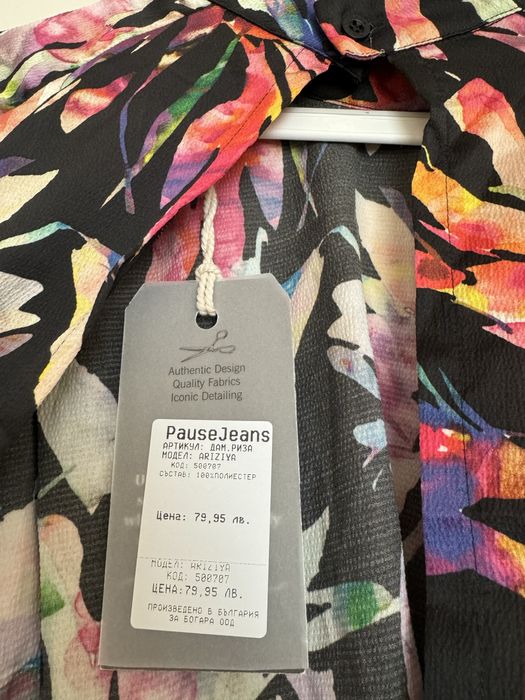 Authentic Design
Quality Fabrics
Iconic Detailing
PauseJeans
АРТИКУЛ: ДАМ.РИЗА
МОДЕЛ: ARIZIYA
КОД: 500707
СЪСТАВ: 100%ПОЛИЕСТЕР
Цена: 79,95 лв.
МОДЕЛ: ARIZIYA
КОД: 500707
ЦЕНА:79,95 ЛВ.
ПРОИЗВЕДЕНО В БЪЛГАРИЯ
ЗА БОГАРА ООД